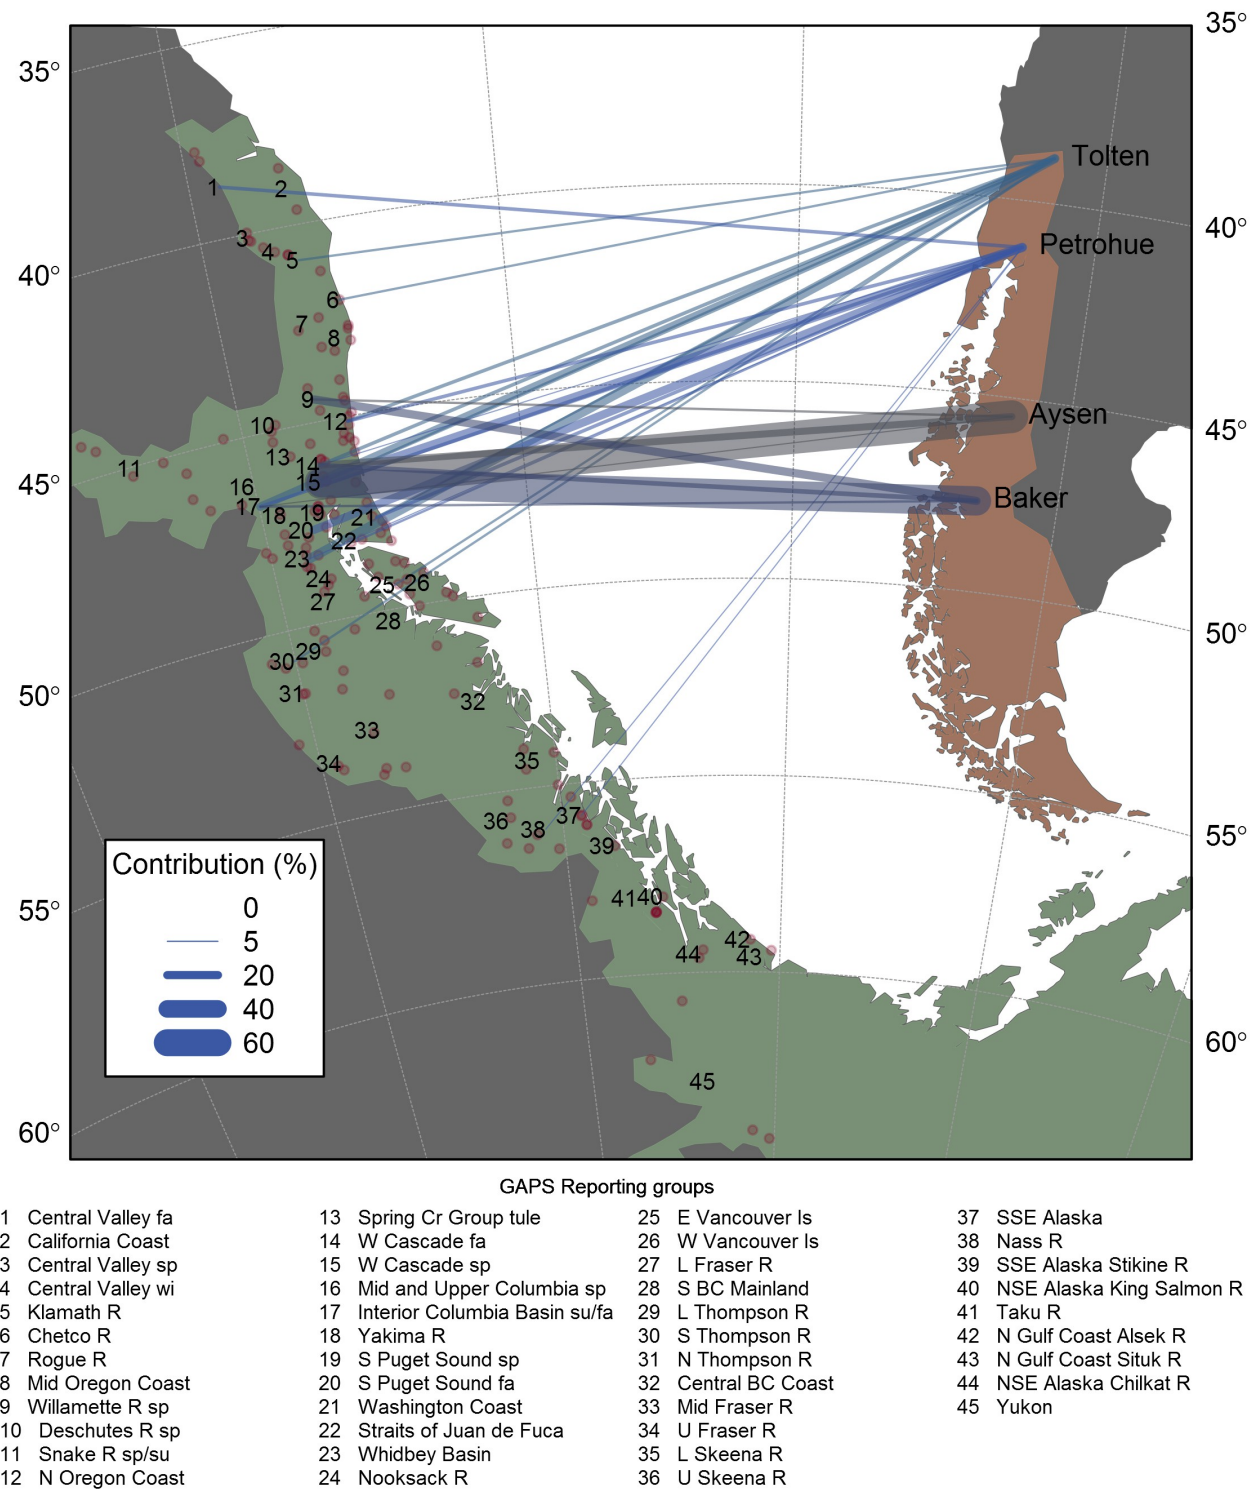 35°
35°
Tolten
1
2
40°
3
4
5
Petrohue
40°
6
7
8
9
Aysen
12
10
45°
13
11
14
15
45°
16
17
Baker
18
19
21
20
22
23
24
25
26
27
28
50°
29
30
31
50°
32
33
34
35
37
36
38
55°
39
Contribution (%)
0
5
20
40
60
41 40
55°
42
44
43
60°
45
60°
GAPS Reporting groups
1 Central Valley fa
2 California Coast
3 Central Valley sp
4 Central Valley wi
5 Klamath R
6 Chetco R
7 Rogue R
8 Mid Oregon Coast
9 Willamette R sp
10 Deschutes R sp
11 Snake R sp/su
12 N Oregon Coast
13 Spring Cr Group tule
14 W Cascade fa
15 W Cascade sp
16 Mid and Upper Columbia sp
17 Interior Columbia Basin su/fa
18 Yakima R
19 S Puget Sound sp
20 S Puget Sound fa
21 Washington Coast
22 Straits of Juan de Fuca
23 Whidbey Basin
24 Nooksack R
25 E Vancouver Is
26 W Vancouver Is
27 L Fraser R
28 S BC Mainland
29 L Thompson R
30 S Thompson R
31 N Thompson R
32 Central BC Coast
33 Mid Fraser R
34 U Fraser R
35 L Skeena R
36 U Skeena R
37 SSE Alaska
38 Nass R
39 SSE Alaska Stikine R
40 NSE Alaska King Salmon R
41 Taku R
42 N Gulf Coast Alsek R
43 N Gulf Coast Situk R
44 NSE Alaska Chilkat R
45 Yukon